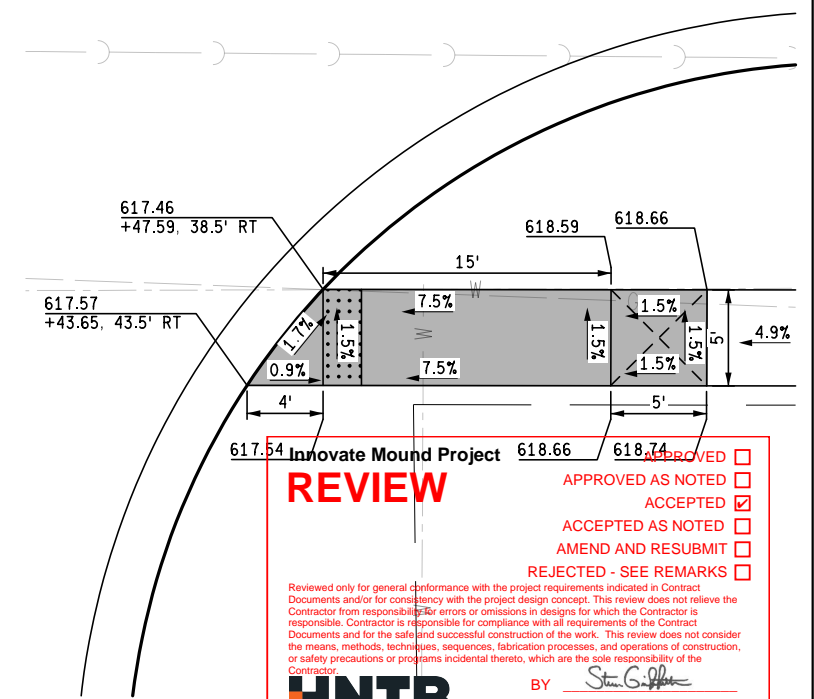 617.46
+47.59, 38.5' RT
618.59
618.66
15'
617.57
+43.65, 43.5' RT
7.5%
W
1.5%
1.7%
1.5%
1.5%
1.5%
5'
4.9%
W
0.9%
7.5%
1.5%
4'
5'
617.54
618.66
618.74
Innovate Mound Project
REVIEW
APPROVED
APPROVED AS NOTED
ACCEPTED
ACCEPTED AS NOTED
AMEND AND RESUBMIT
REJECTED - SEE REMARKS
Reviewed only for general conformance with the project requirements indicated in Contract
Documents and/or for consistency with the project design concept. This review does not relieve the
Contractor from responsibility for errors or omissions in designs for which the Contractor is
responsible. Contractor is responsible for compliance with all requirements of the Contract
Documents and for the safe and successful construction of the work. This review does not consider
the means, methods, techniques, sequences, fabrication processes, and operations of construction,
or safety precautions or programs incidental thereto, which are the sole responsibility of the
Contractor.
HNTB
BY